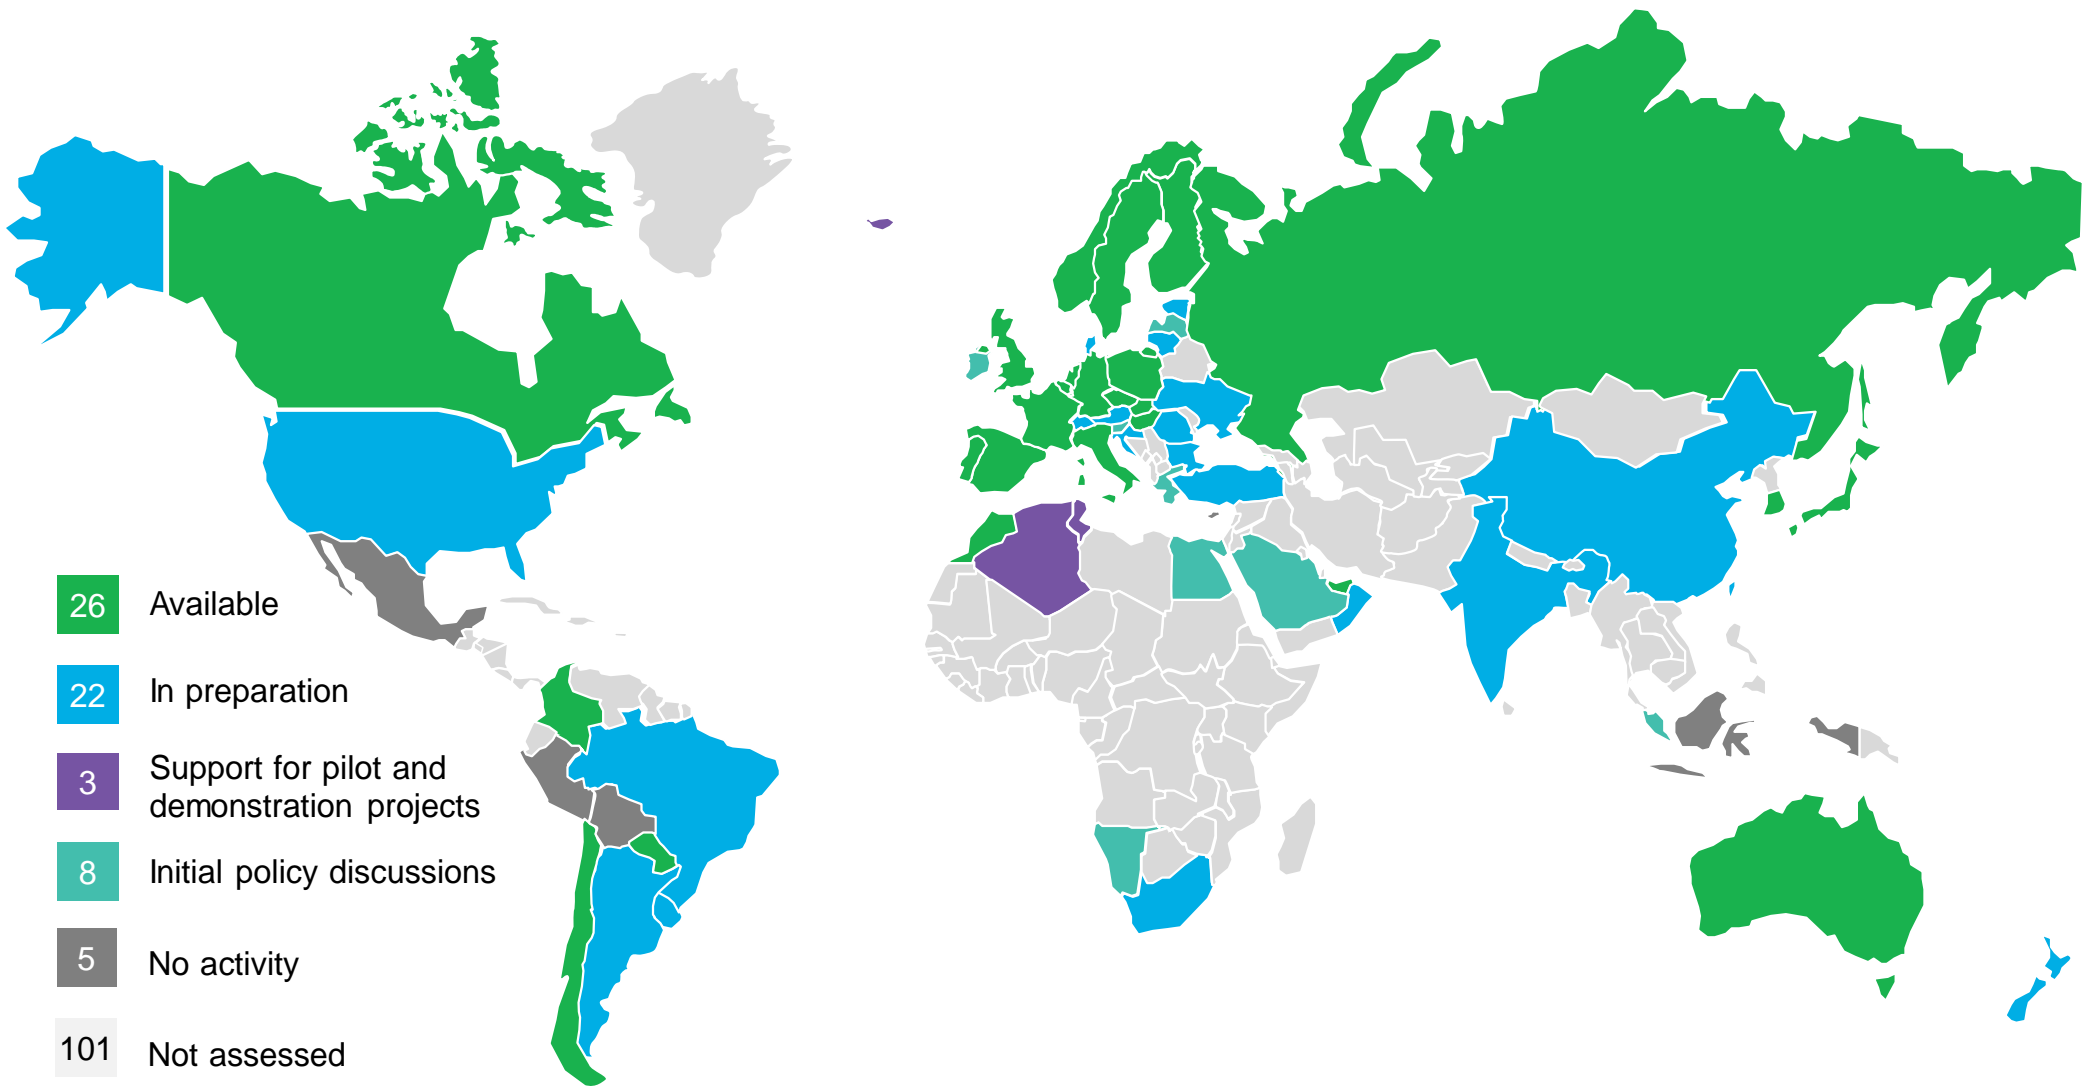 26 Available
22 In preparation
3 Support for pilot and
demonstration projects
8 Initial policy discussions
5 No activity
101 Not assessed